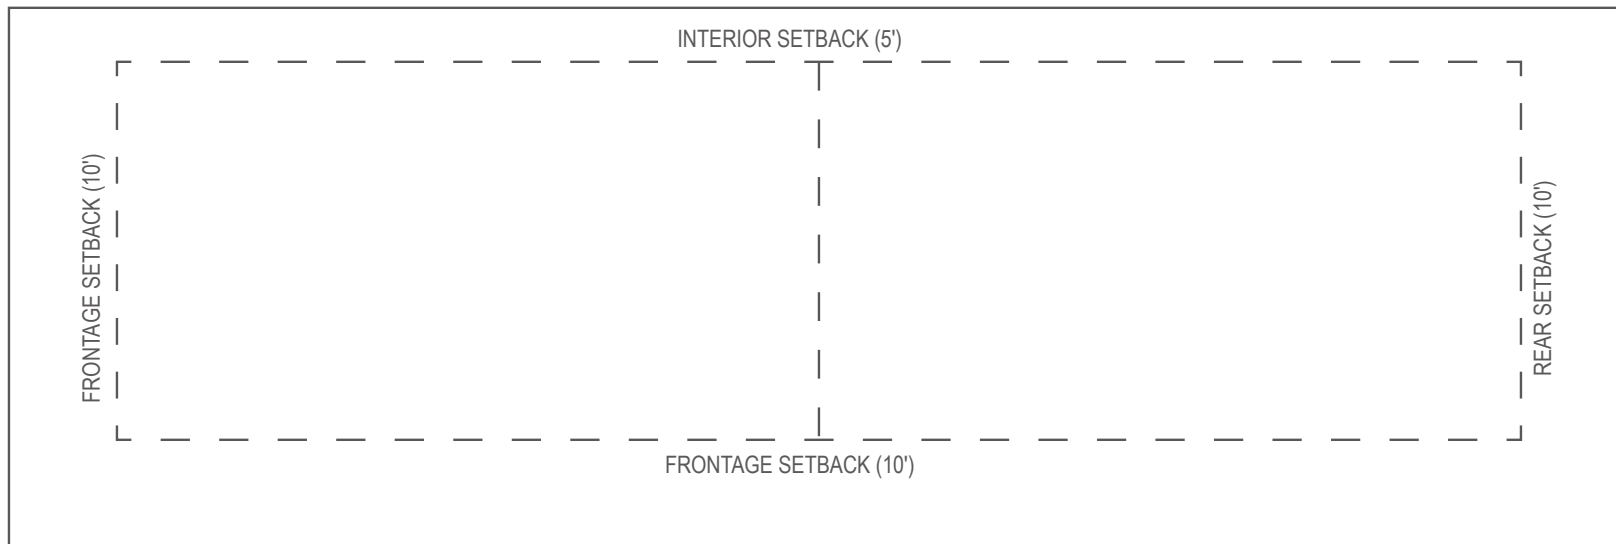 INTERIOR SETBACK (5')
FRONTAGE SETBACK (10')
REAR SETBACK (10')
FRONTAGE SETBACK (10')